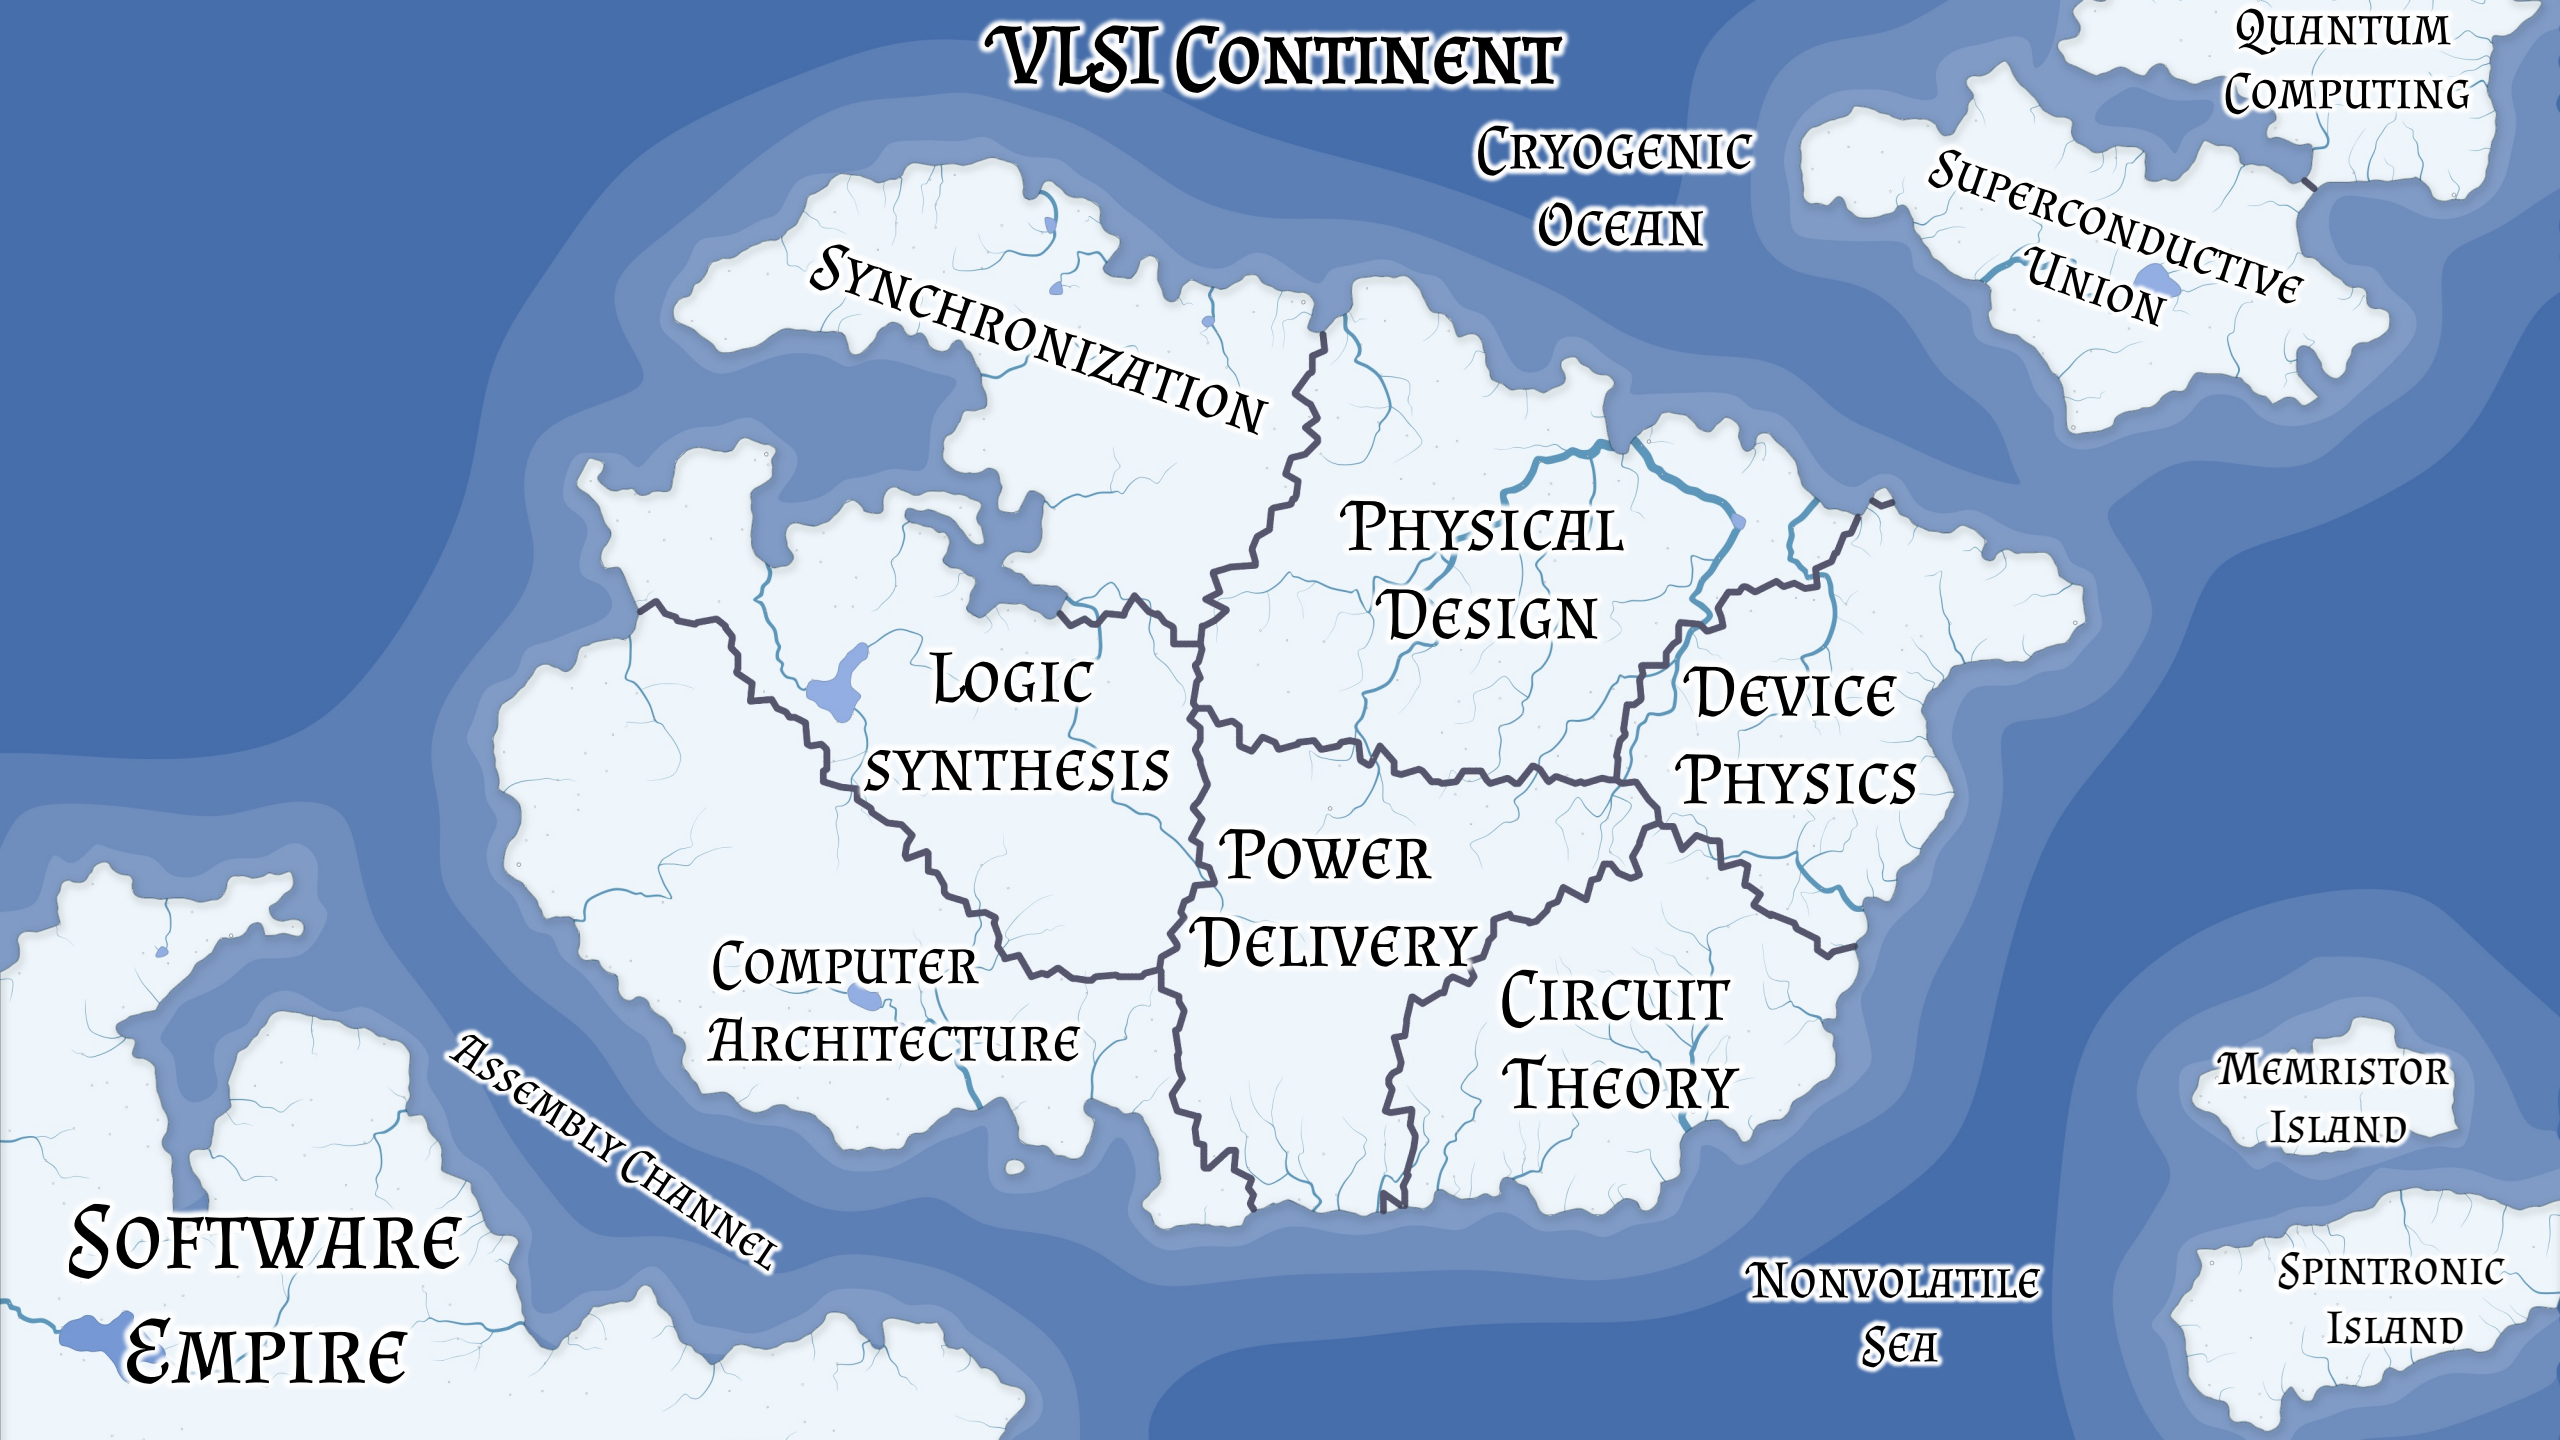 VLSI Continent
Quantum
Computing
Cryogenic
Ocean
Superconductive
Union
Synchronization
Physical
Design
Logic
synthesis
Device
Physics
Power
Delivery
Computer
Architecture
Circuit
Theory
Assembly Channel
Memristor
Island
Software
Empire
Nonvolatile
Sea
Spintronic
Island